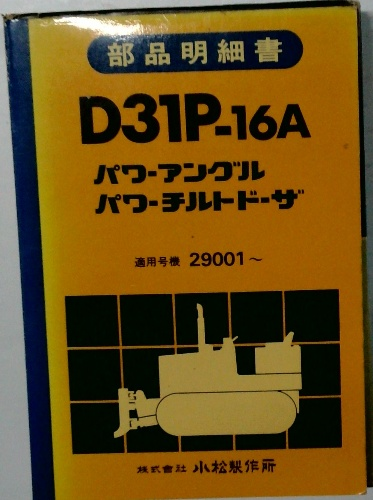 部品明細書
D31P-16A
パワーアングル
パワーチルトドーザ
適用号機 29001～
株式会社 小松製作所